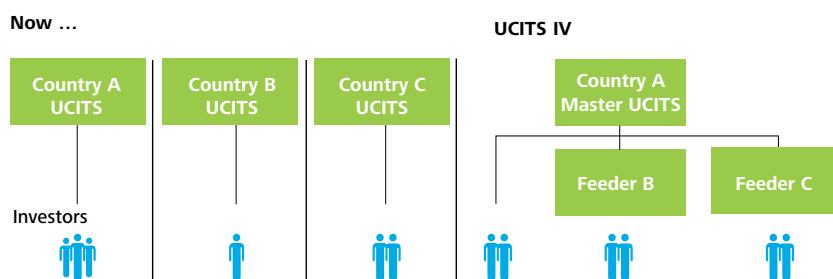 Now ...
UCITS IV
Country A
UCITS
Country B
UCITS
Country C
UCITS
Country A
Master UCITS
Feeder B
Feeder C
Investors